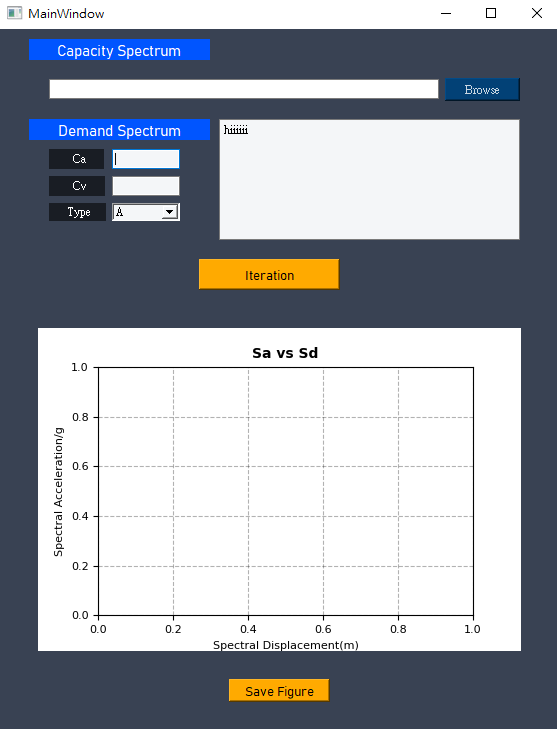 MainWindow
Capacity Spectrum
Browse
Demand Spectrum
hiiiiii
Ca
Cv
Type A
Iteration
Sa vs Sd
1.0
0.8
0.6
0.4
0.2
0.0
Spectral Acceleration/g
0.0 0.2 0.4 0.6 0.8 1.0
Spectral Displacement(m)
Save Figure